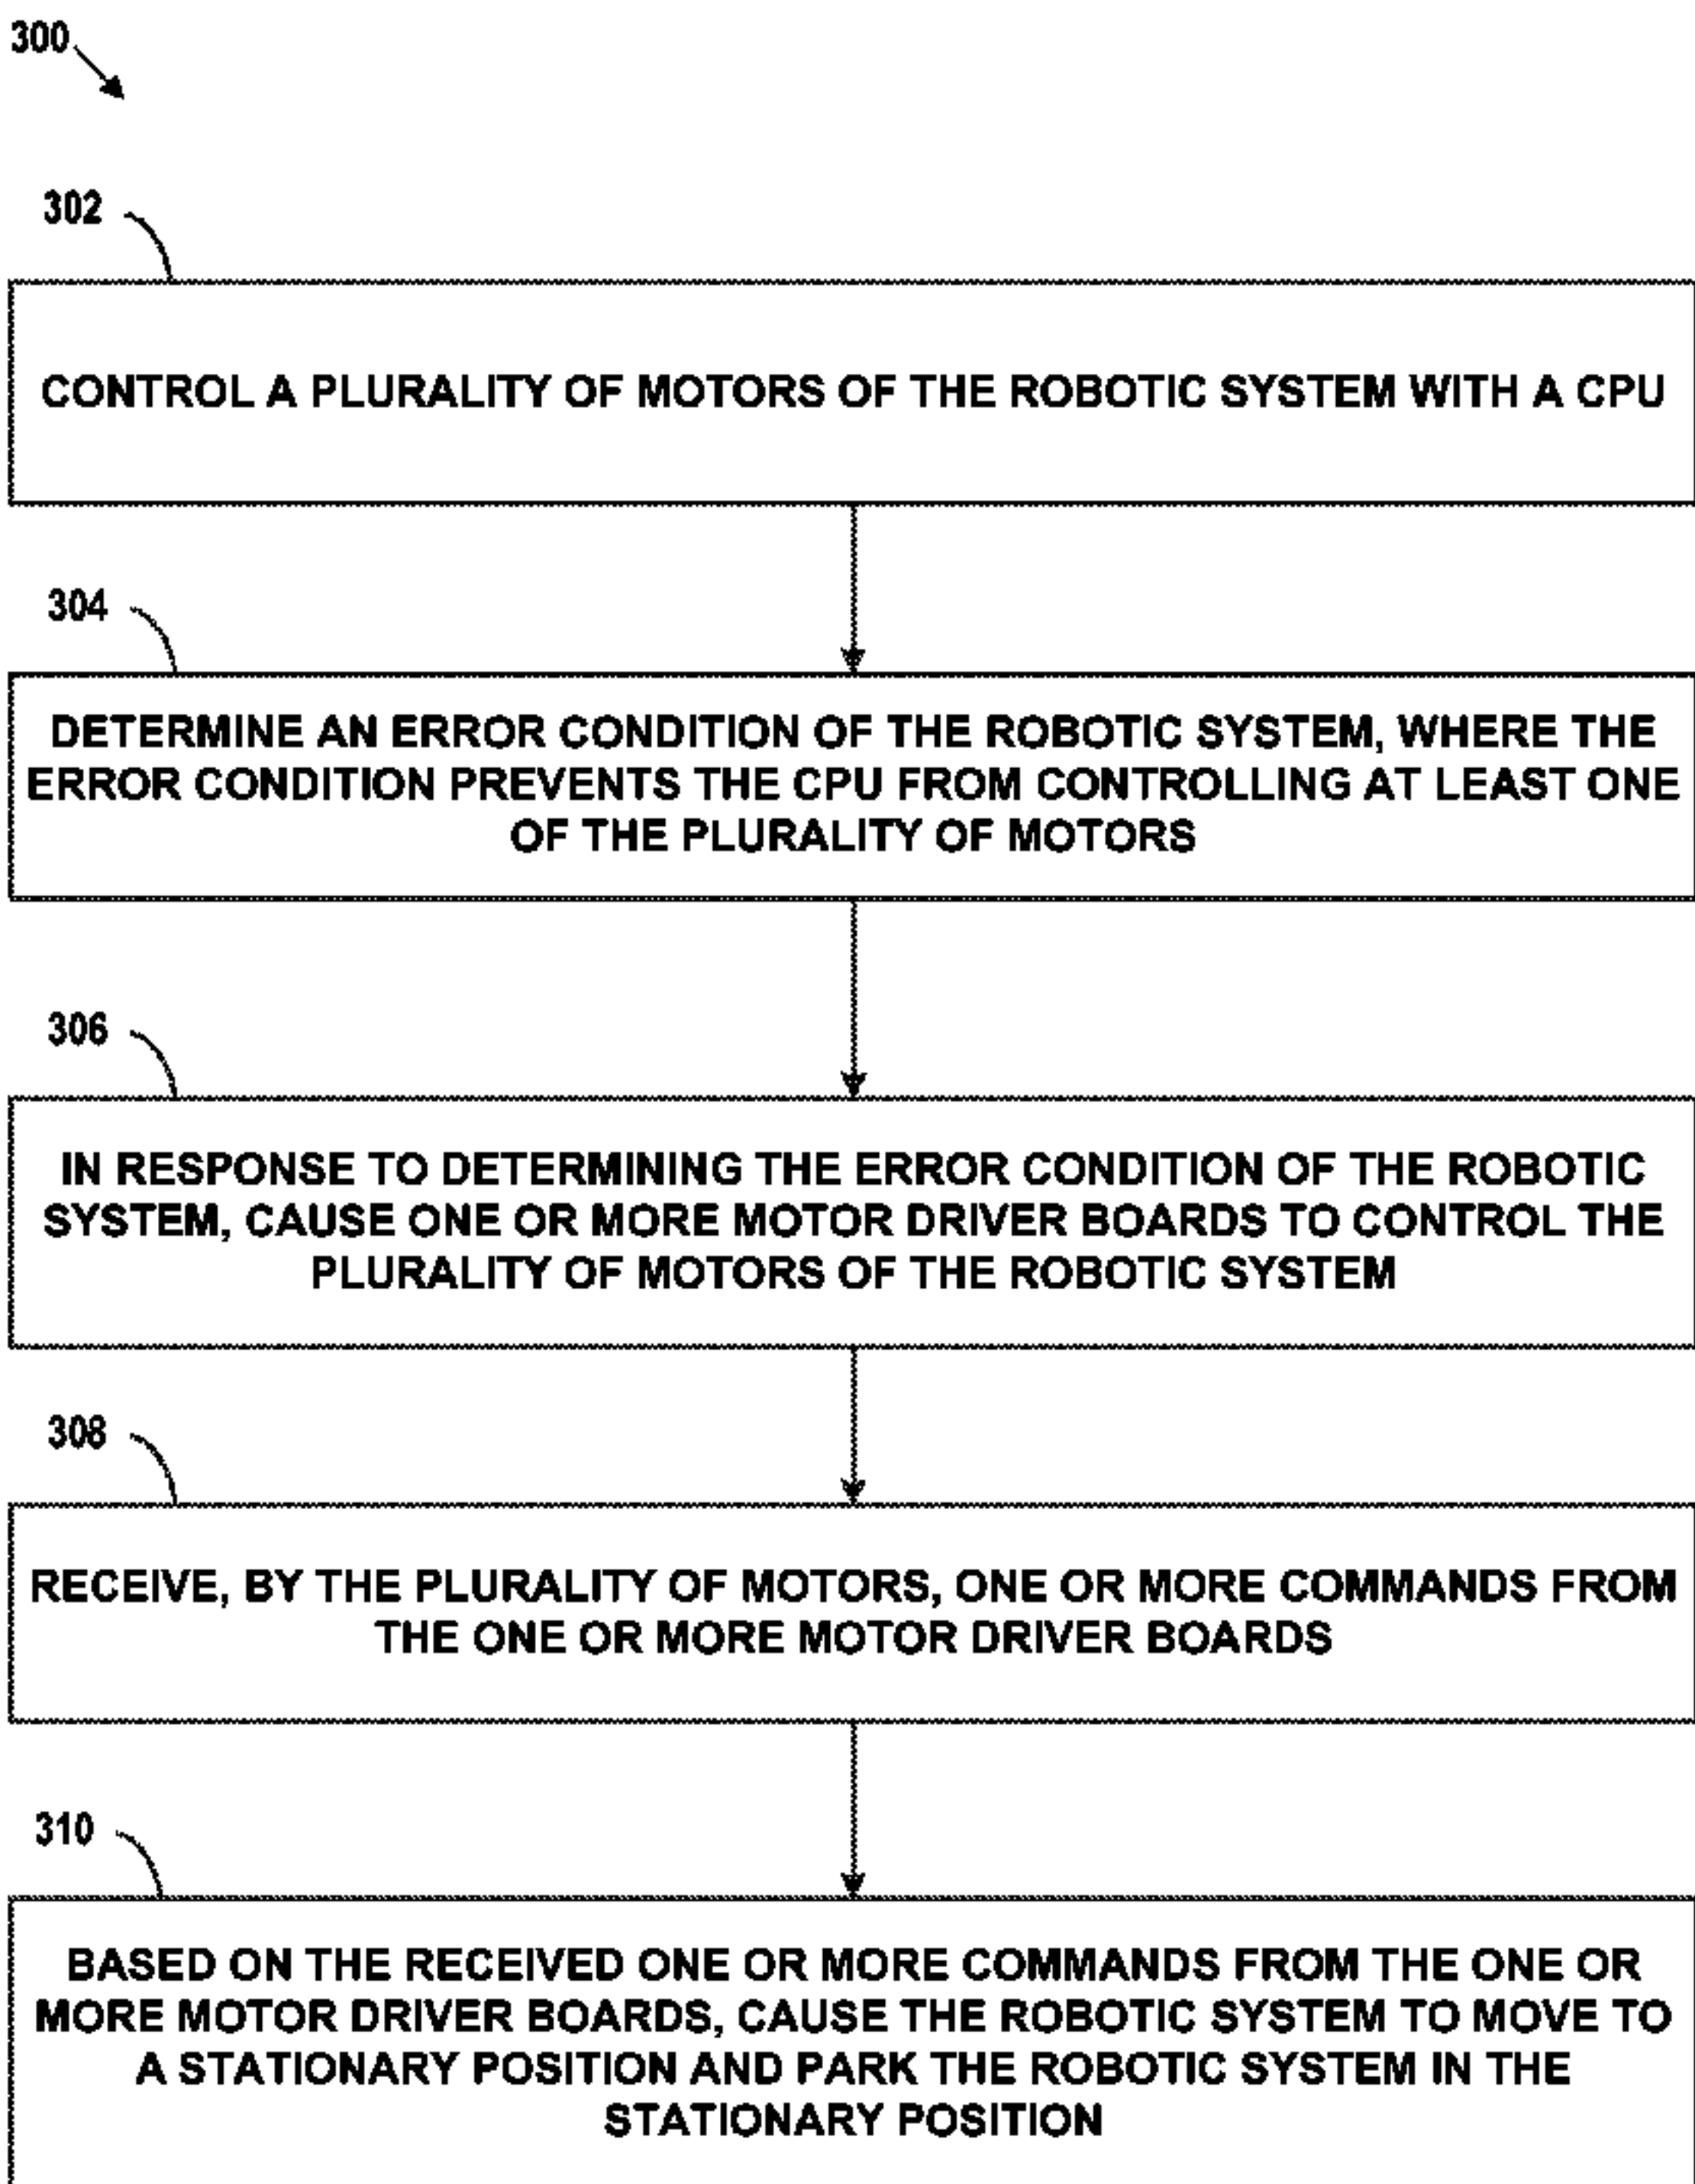 300
302
CONTROL A PLURALITY OF MOTORS OF THE ROBOTIC SYSTEM WITH A CPU
304
DETERMINE AN ERROR CONDITION OF THE ROBOTIC SYSTEM, WHERE THE
ERROR CONDITION PREVENTS THE CPU FROM CONTROLLING AT LEAST ONE
OF THE PLURALITY OF MOTORS
306
IN RESPONSE TO DETERMINING THE ERROR CONDITION OF THE ROBOTIC
SYSTEM, CAUSE ONE OR MORE MOTOR DRIVER BOARDS TO CONTROL THE
PLURALITY OF MOTORS OF THE ROBOTIC SYSTEM
308
RECEIVE, BY THE PLURALITY OF MOTORS, ONE OR MORE COMMANDS FROM
THE ONE OR MORE MOTOR DRIVER BOARDS
310
BASED ON THE RECEIVED ONE OR MORE COMMANDS FROM THE ONE OR
MORE MOTOR DRIVER BOARDS, CAUSE THE ROBOTIC SYSTEM TO MOVE TO
A STATIONARY POSITION AND PARK THE ROBOTIC SYSTEM IN THE
STATIONARY POSITION